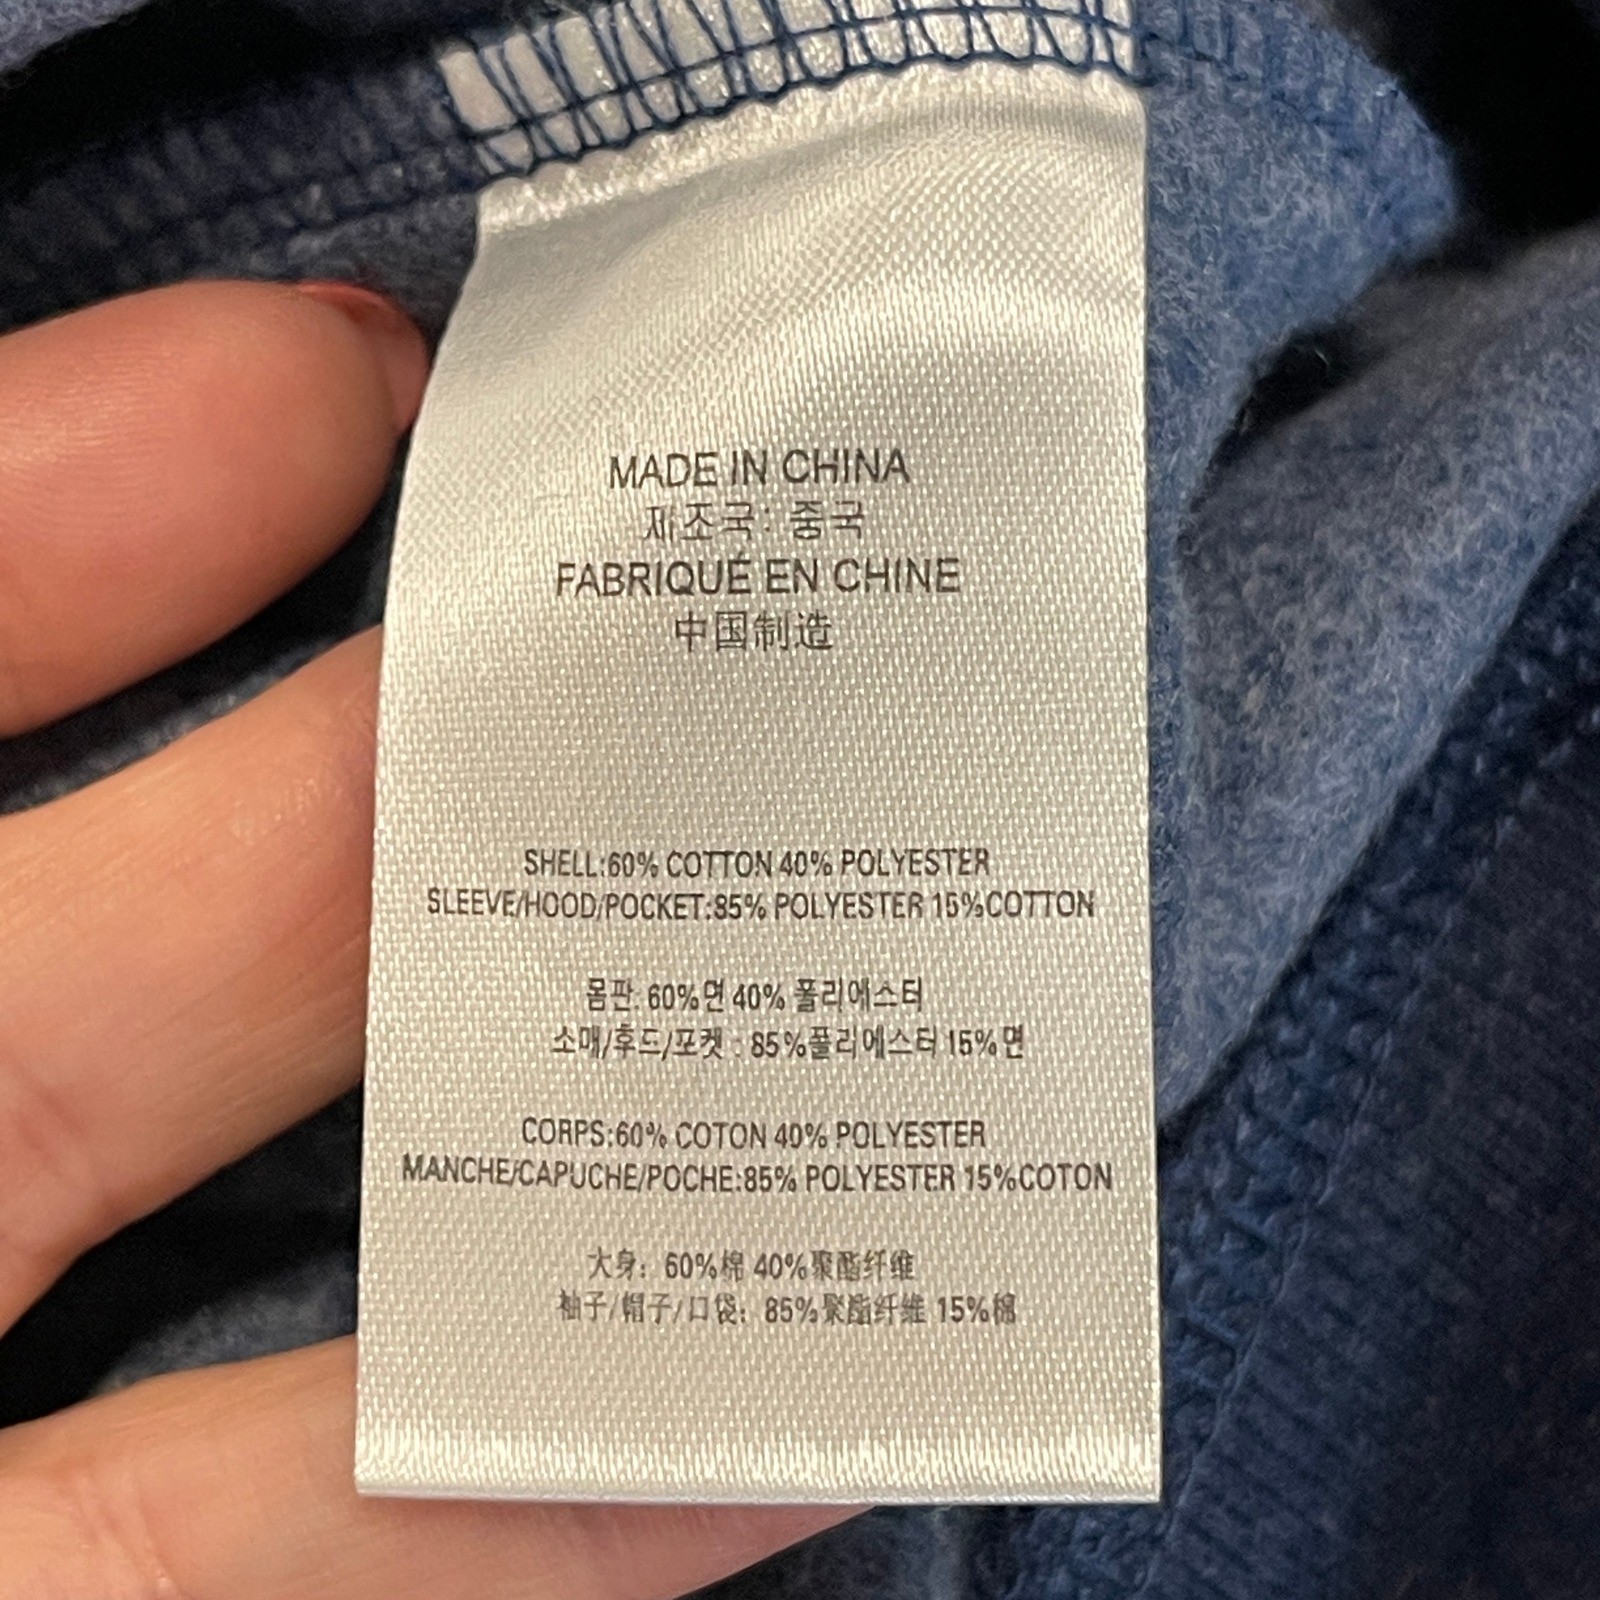 MADE IN CHINA
제조국: 중국
FABRIQUÉ EN CHINE
中国制造
SHELL:60% COTTON 40% POLYESTER
SLEEVE/HOOD/POCKET:85% POLYESTER 15%COTTON
몸판: 60%면 40% 폴리에스터
소매/후드/포켓 : 85%폴리에스터 15%면
CORPS:60% COTON 40% POLYESTER
MANCHE/CAPUCHE/POCHE:85% POLYESTER 15%COTON
大身: 60%棉 40%聚酯纤维
袖子/帽子/口袋: 85%聚酯纤维 15%棉